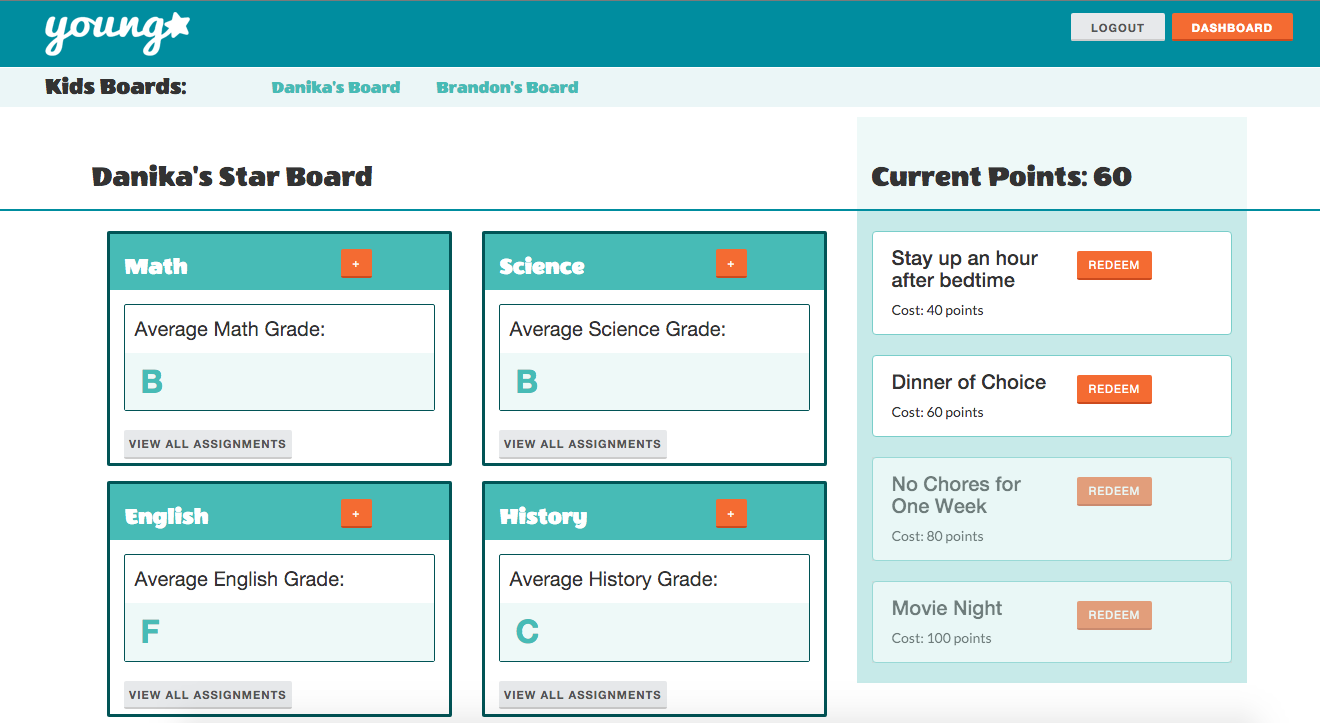 young
LOGOUT
DASHBOARD
Kids Boards:
Danika's Board
Brandon's Board
Danika's Star Board
Current Points: 60
Math
+
Average Math Grade:
B
VIEW ALL ASSIGNMENTS
Science
+
Average Science Grade:
B
VIEW ALL ASSIGNMENTS
English
+
Average English Grade:
F
VIEW ALL ASSIGNMENTS
History
+
Average History Grade:
C
VIEW ALL ASSIGNMENTS
Stay up an hour
after bedtime
REDEEM
Cost: 40 points
Dinner of Choice
REDEEM
Cost: 60 points
No Chores for
One Week
REDEEM
Cost: 80 points
Movie Night
REDEEM
Cost: 100 points